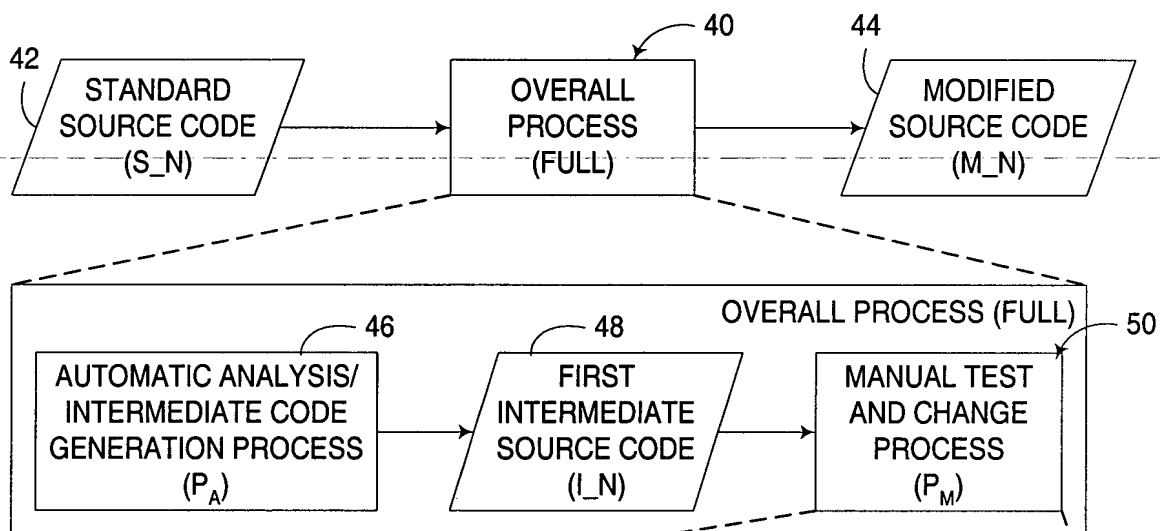 40
42
44
STANDARD
SOURCE CODE
(S_N)
OVERALL
PROCESS
(FULL)
MODIFIED
SOURCE CODE
(M_N)
OVERALL PROCESS (FULL)
46
48
50
AUTOMATIC ANALYSIS/
INTERMEDIATE CODE
GENERATION PROCESS
(P_A)
FIRST
INTERMEDIATE
SOURCE CODE
(I_N)
MANUAL TEST
AND CHANGE
PROCESS
(P_M)